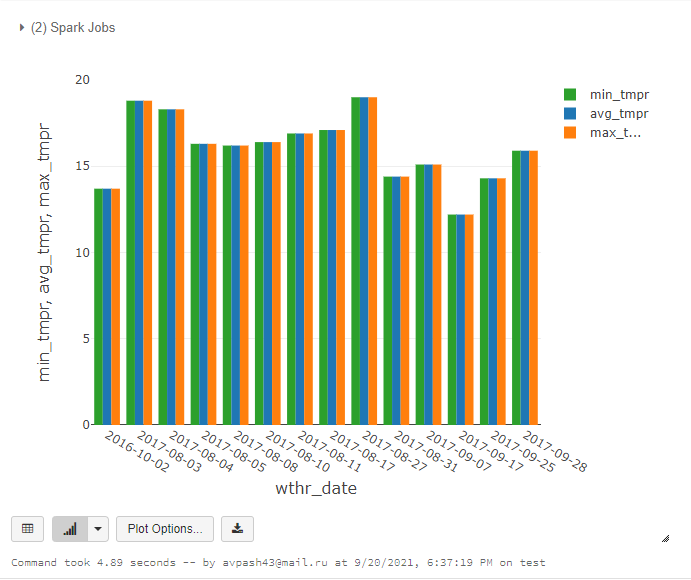 (2) Spark Jobs
20
15
10
5
0
min_tmpr, avg_tmpr, max_tmpr
min_tmpr
avg_tmpr
max_t...
2016-10-02
2017-08-03
2017-08-04
2017-08-05
2017-08-08
2017-08-10
2017-08-11
2017-08-17
2017-08-27
2017-08-31
2017-09-07
2017-09-17
2017-09-25
2017-09-28
wthr_date
Plot Options...
Command took 4.89 seconds -- by avpash43@mail.ru at 9/20/2021, 6:37:19 PM on test